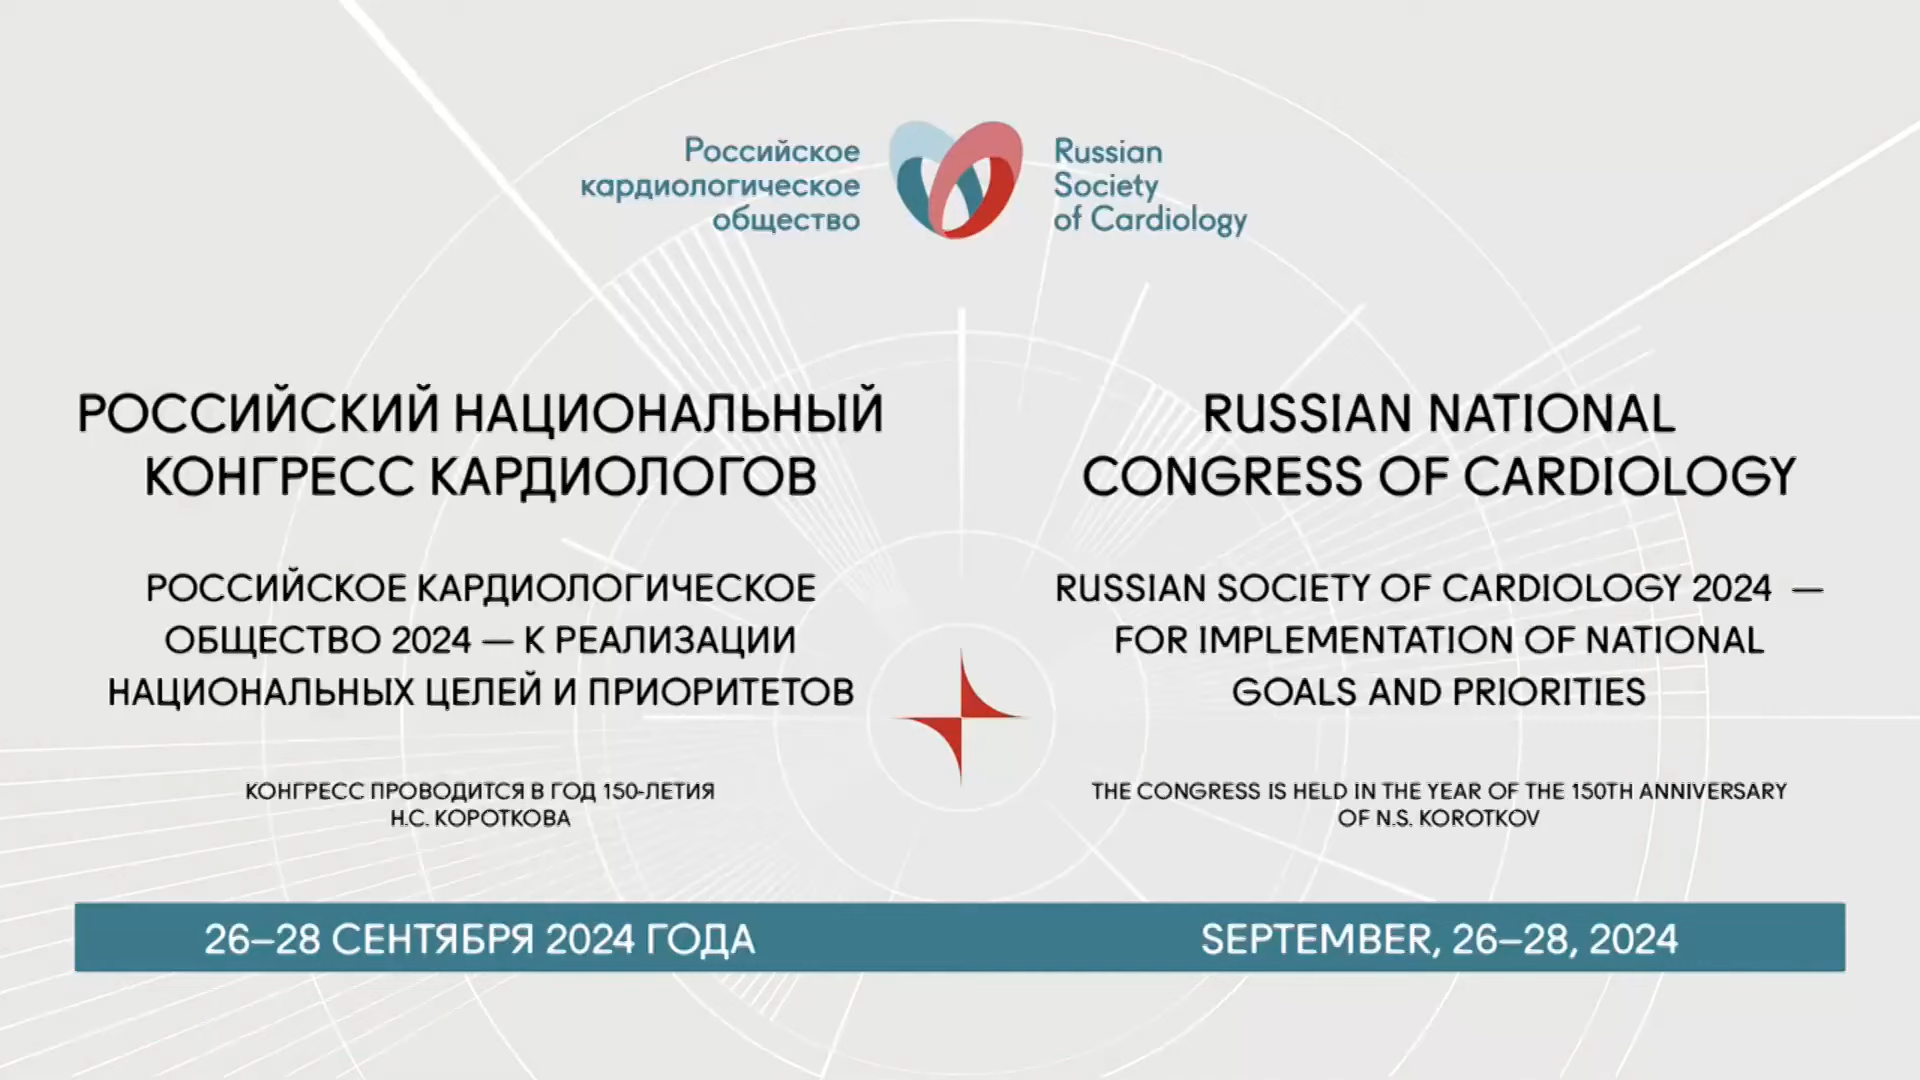 Российское
кардиологическое
общество
Russian
Society
of Cardiology
РОССИЙСКИЙ НАЦИОНАЛЬНЫЙ
КОНГРЕСС КАРДИОЛОГОВ
РОССИЙСКОЕ КАРДИОЛОГИЧЕСКОЕ
ОБЩЕСТВО 2024 — К РЕАЛИЗАЦИИ
НАЦИОНАЛЬНЫХ ЦЕЛЕЙ И ПРИОРИТЕТОВ
КОНГРЕСС ПРОВОДИТСЯ В ГОД 150-ЛЕТИЯ
Н.С. КОРОТКОВА
26–28 СЕНТЯБРЯ 2024 ГОДА
RUSSIAN NATIONAL
CONGRESS OF CARDIOLOGY
RUSSIAN SOCIETY OF CARDIOLOGY 2024 —
FOR IMPLEMENTATION OF NATIONAL
GOALS AND PRIORITIES
THE CONGRESS IS HELD IN THE YEAR OF THE 150TH ANNIVERSARY
OF N.S. KOROTKOV
SEPTEMBER, 26–28, 2024